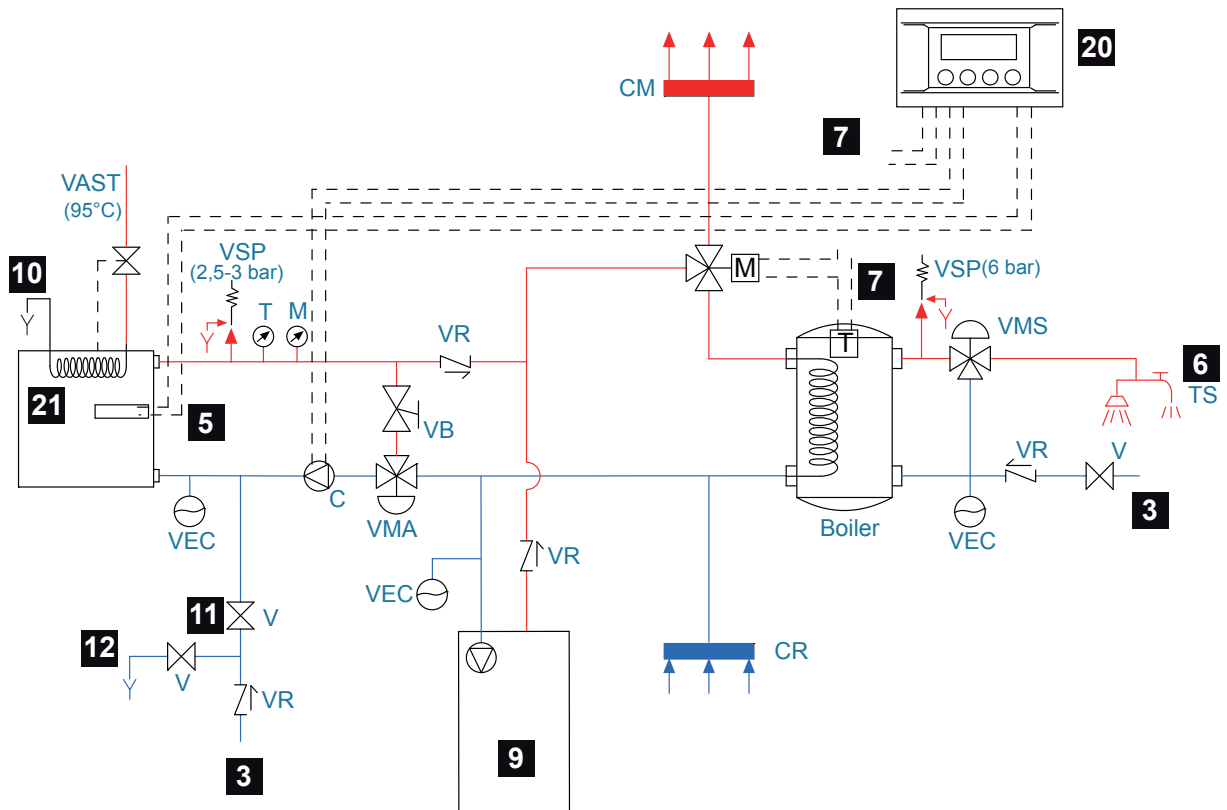 20
CM
7
VAST
(95°C)
VSP
(2,5-3 bar)
10
T
M
M
7
VSP(6 bar)
VMS
VR
T
6
TS
21
5
VB
VR
V
C
VMA
3
VEC
Boiler
VEC
VR
VEC
11
V
12
V
CR
VR
9
3